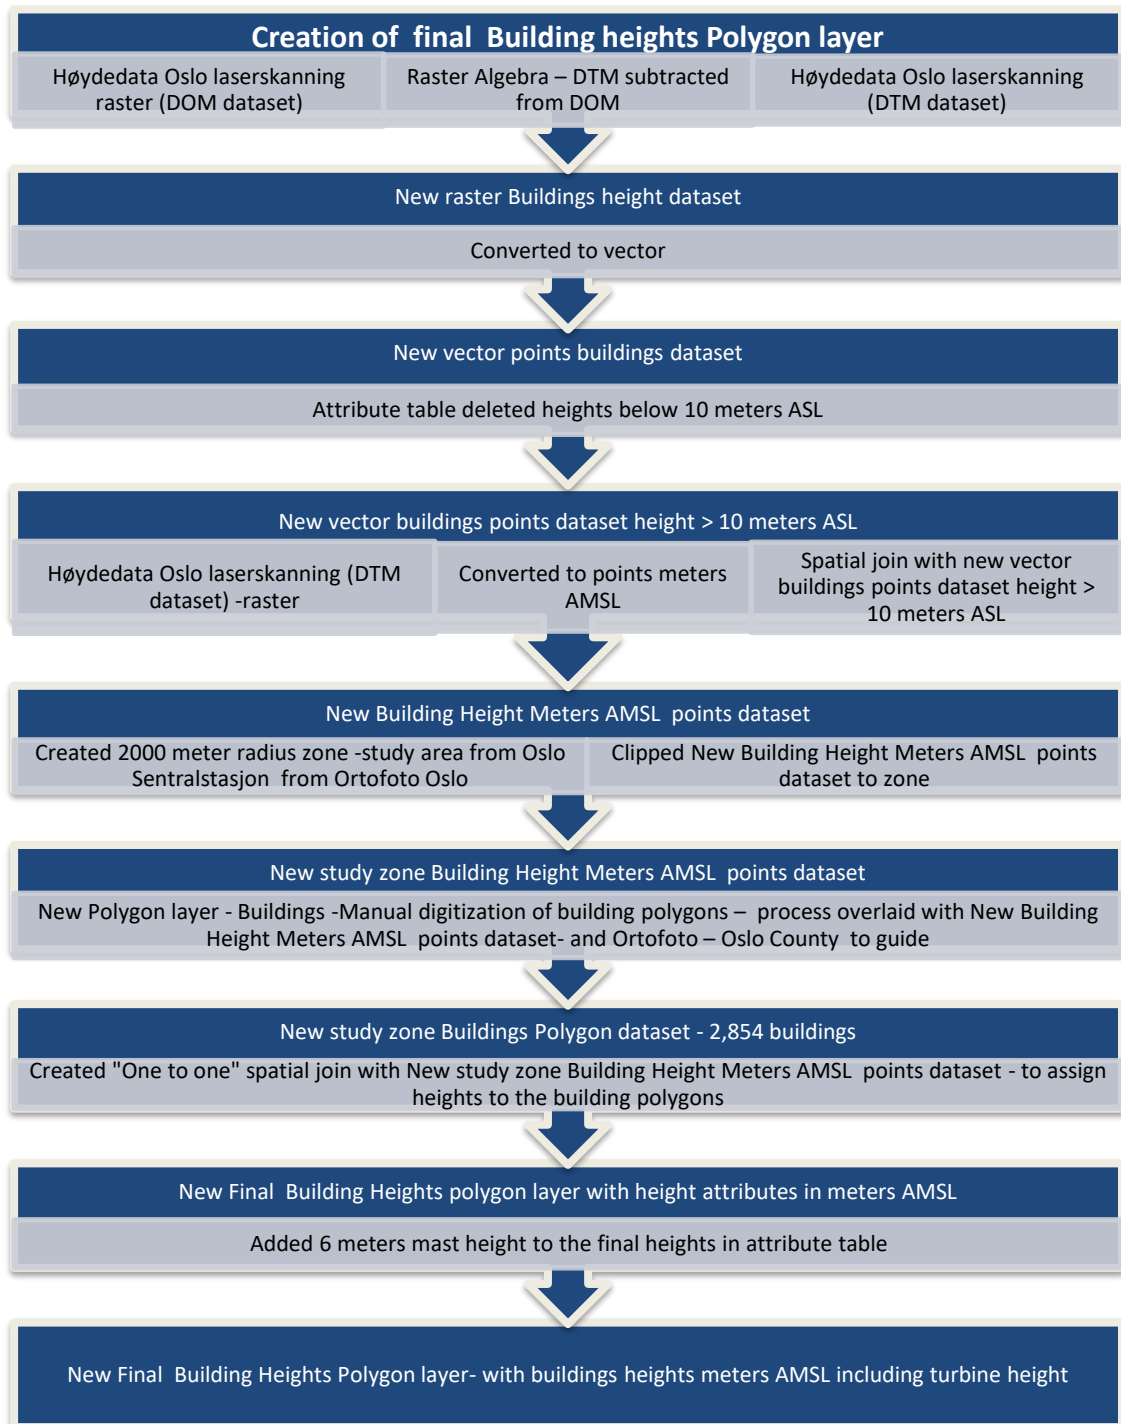 Creation of  final  Building heights Polygon layer
Høydedata Oslo laserskanning
raster (DOM dataset)
Raster Algebra – DTM subtracted
from DOM
Høydedata Oslo laserskanning
(DTM dataset)
New raster Buildings height dataset
Converted to vector
New vector points buildings dataset
Attribute table deleted heights below 10 meters ASL
New vector buildings points dataset height > 10 meters ASL
Høydedata Oslo laserskanning (DTM
dataset) -raster
Converted to points meters
AMSL
Spatial join with new vector
buildings points dataset height >
10 meters ASL
New Building Height Meters AMSL  points dataset
Created 2000 meter radius zone -study area from Oslo
Sentralstasjon  from Ortofoto Oslo
Clipped New Building Height Meters AMSL  points
dataset to zone
New study zone Building Height Meters AMSL  points dataset
New Polygon layer - Buildings -Manual digitization of building polygons –  process overlaid with New Building
Height Meters AMSL  points dataset- and Ortofoto – Oslo County  to guide
New study zone Buildings Polygon dataset - 2,854 buildings
Created "One to one" spatial join with New study zone Building Height Meters AMSL  points dataset - to assign
heights to the building polygons
New Final  Building Heights polygon layer with height attributes in meters AMSL
Added 6 meters mast height to the final heights in attribute table
New Final  Building Heights Polygon layer- with buildings heights meters AMSL including turbine height